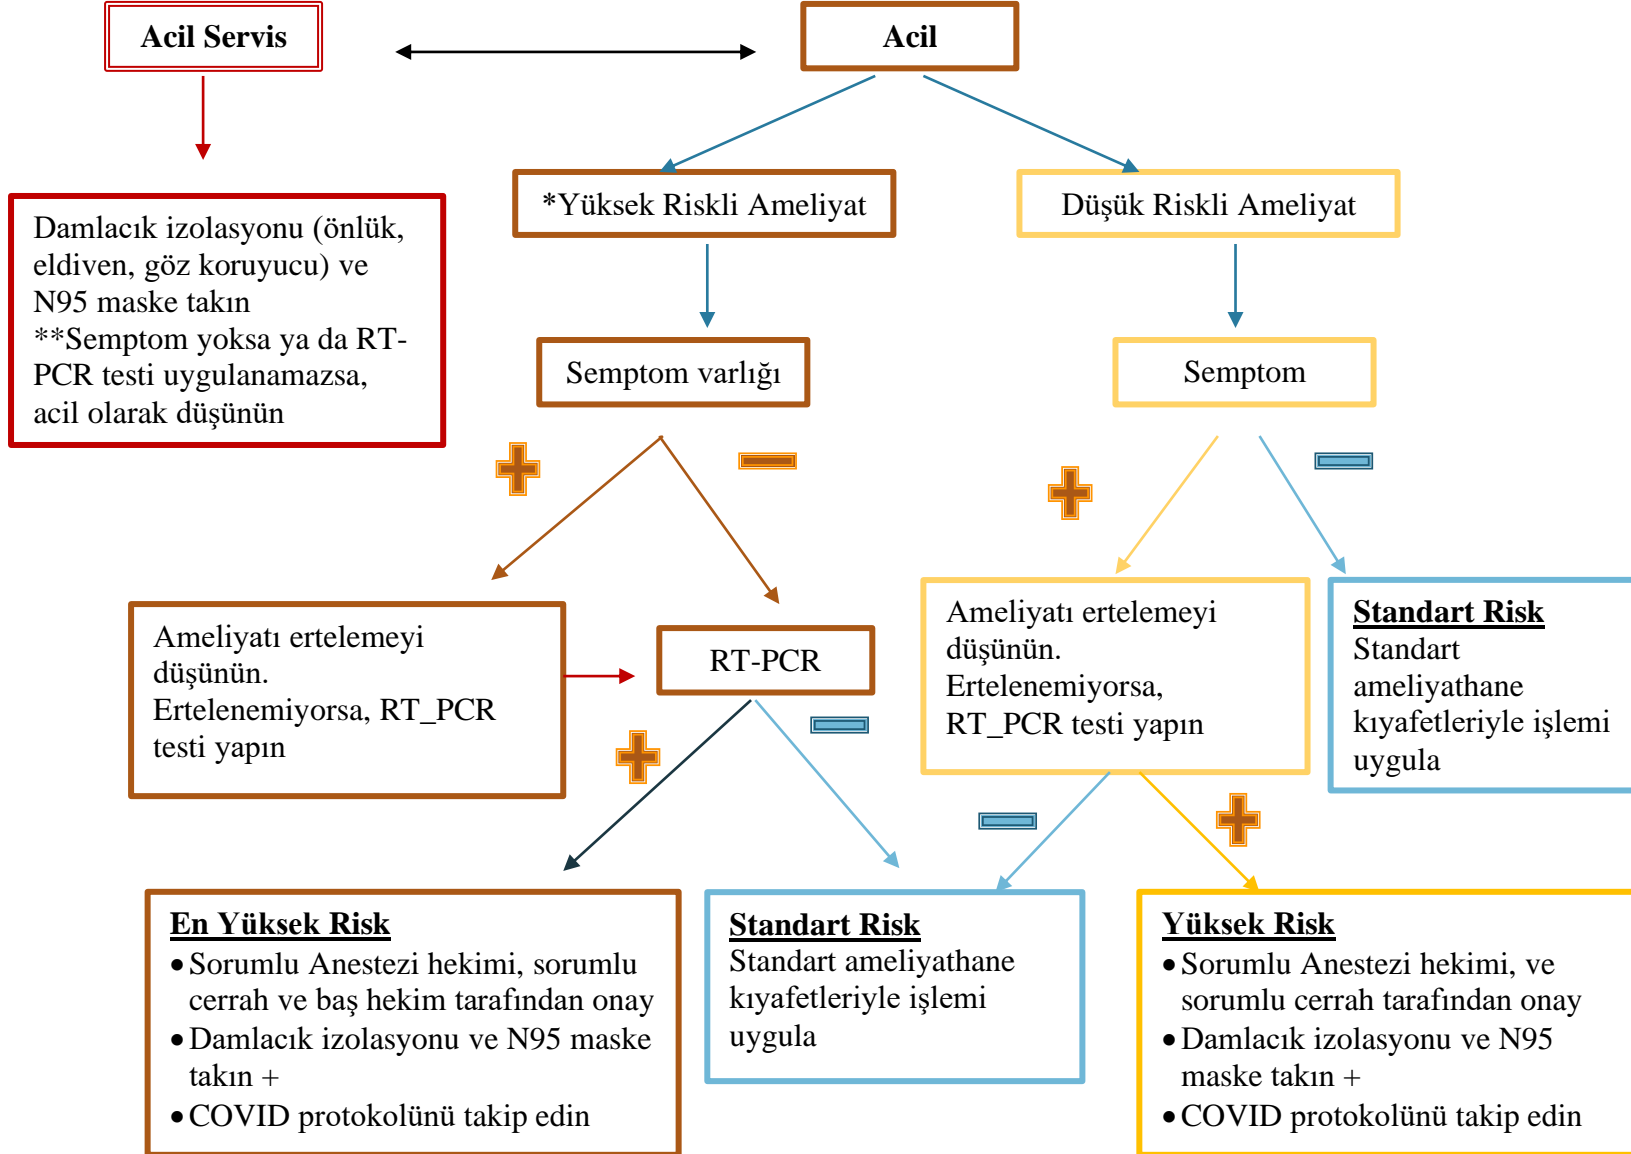 Acil Servis
Acil
*Yüksek Riskli Ameliyat
Düşük Riskli Ameliyat
Damlacık izolasyonu (önlük,
eldiven, göz koruyucu) ve
N95 maske takın
**Semptom yoksa ya da RT-
PCR testi uygulanamazsa,
acil olarak düşünün
Semptom varlığı
Semptom
Ameliyatı ertelemeyi
düşünün.
Ertelenemiyorsa, RT_PCR
testi yapın
RT-PCR
Ameliyatı ertelemeyi
düşünün.
Ertelenemiyorsa,
RT_PCR testi yapın
Standart Risk
Standart
ameliyathane
kıyafetleriyle işlemi
uygula
En Yüksek Risk
• Sorumlu Anestezi hekimi, sorumlu
cerrah ve baş hekim tarafından onay
• Damlacık izolasyonu ve N95 maske
takın +
• COVID protokolünü takip edin
Standart Risk
Standart ameliyathane
kıyafetleriyle işlemi
uygula
Yüksek Risk
• Sorumlu Anestezi hekimi, ve
sorumlu cerrah tarafından onay
• Damlacık izolasyonu ve N95
maske takın +
• COVID protokolünü takip edin